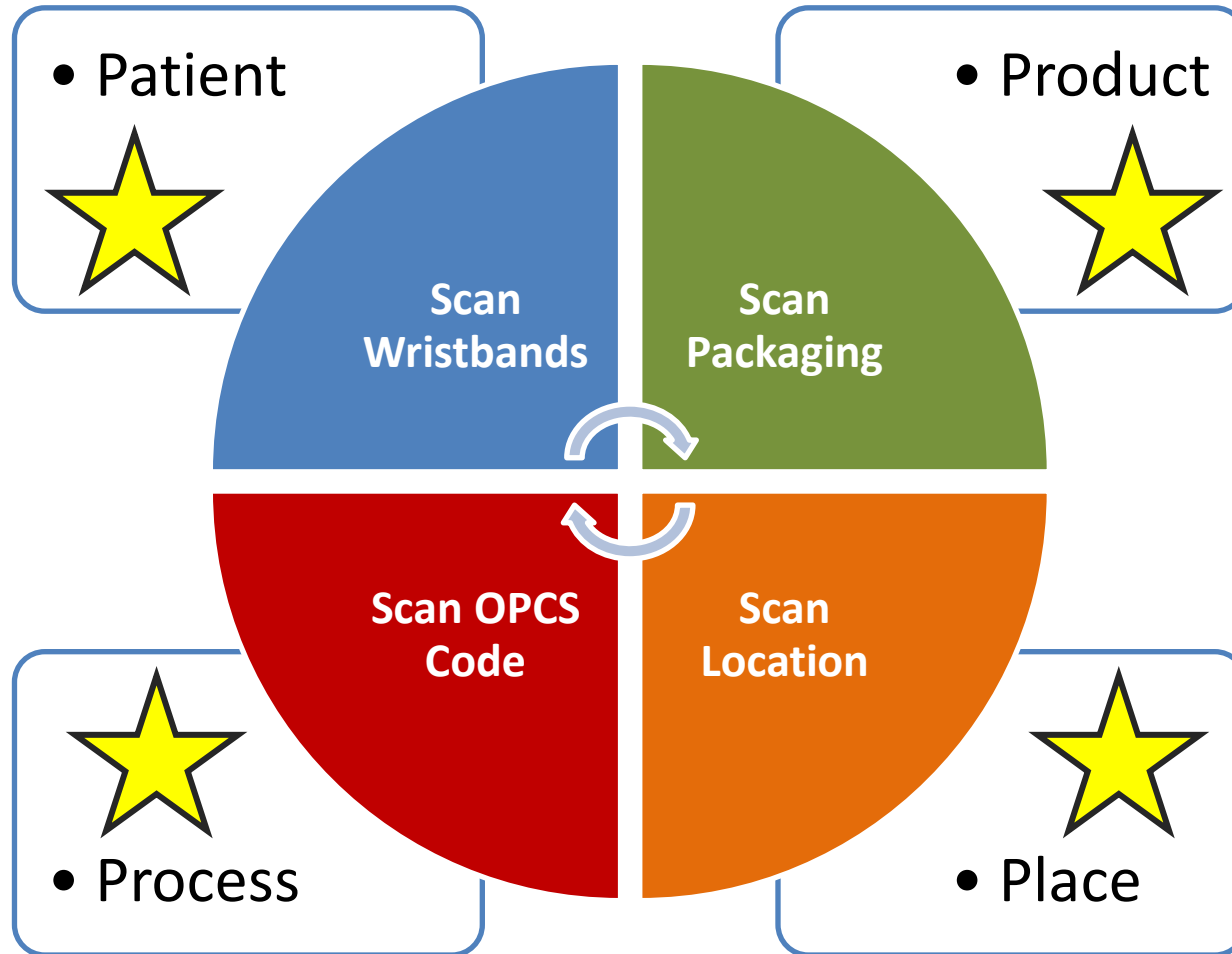 • Patient
• Product
Scan
Wristbands
Scan
Packaging
Scan OPCS
Code
Scan
Location
• Process
• Place